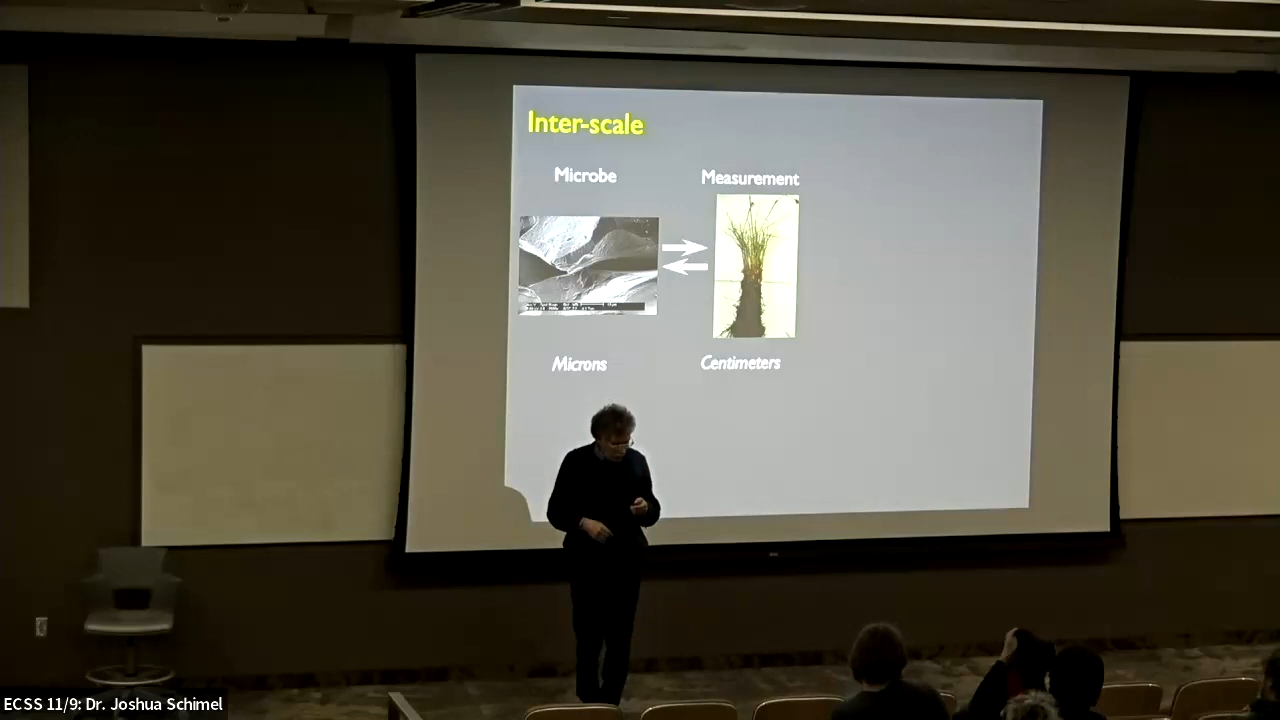 Inter-scale
Microbe
Measurement
Microns
Centimeters
ECSS 11/9: Dr. Joshua Schimel